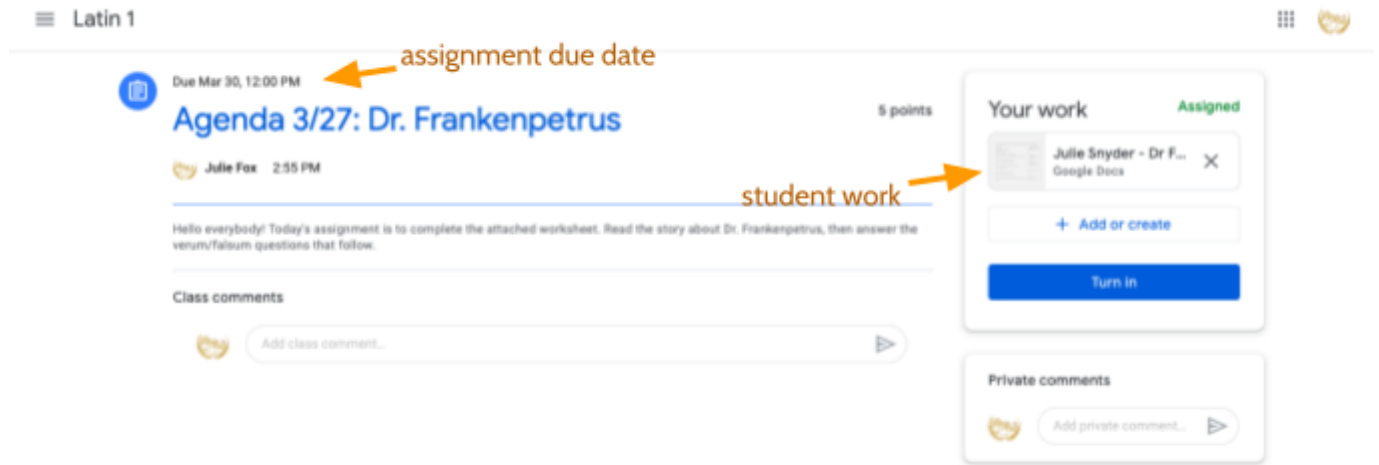 Latin 1
assignment due date
Due Mar 30, 12:00 PM
Agenda 3/27: Dr. Frankenpetrus
5 points
Julie Fox 2:55 PM
Hello everybody! Today's assignment is to complete the attached worksheet. Read the story about Dr. Frankenpetrus, then answer the
verum/falsum questions that follow.
Class comments
Add class comment...
Your work
Assigned
Julie Snyder - Dr F...
Google Docs
student work
+ Add or create
Turn in
Private comments
Add private comment...